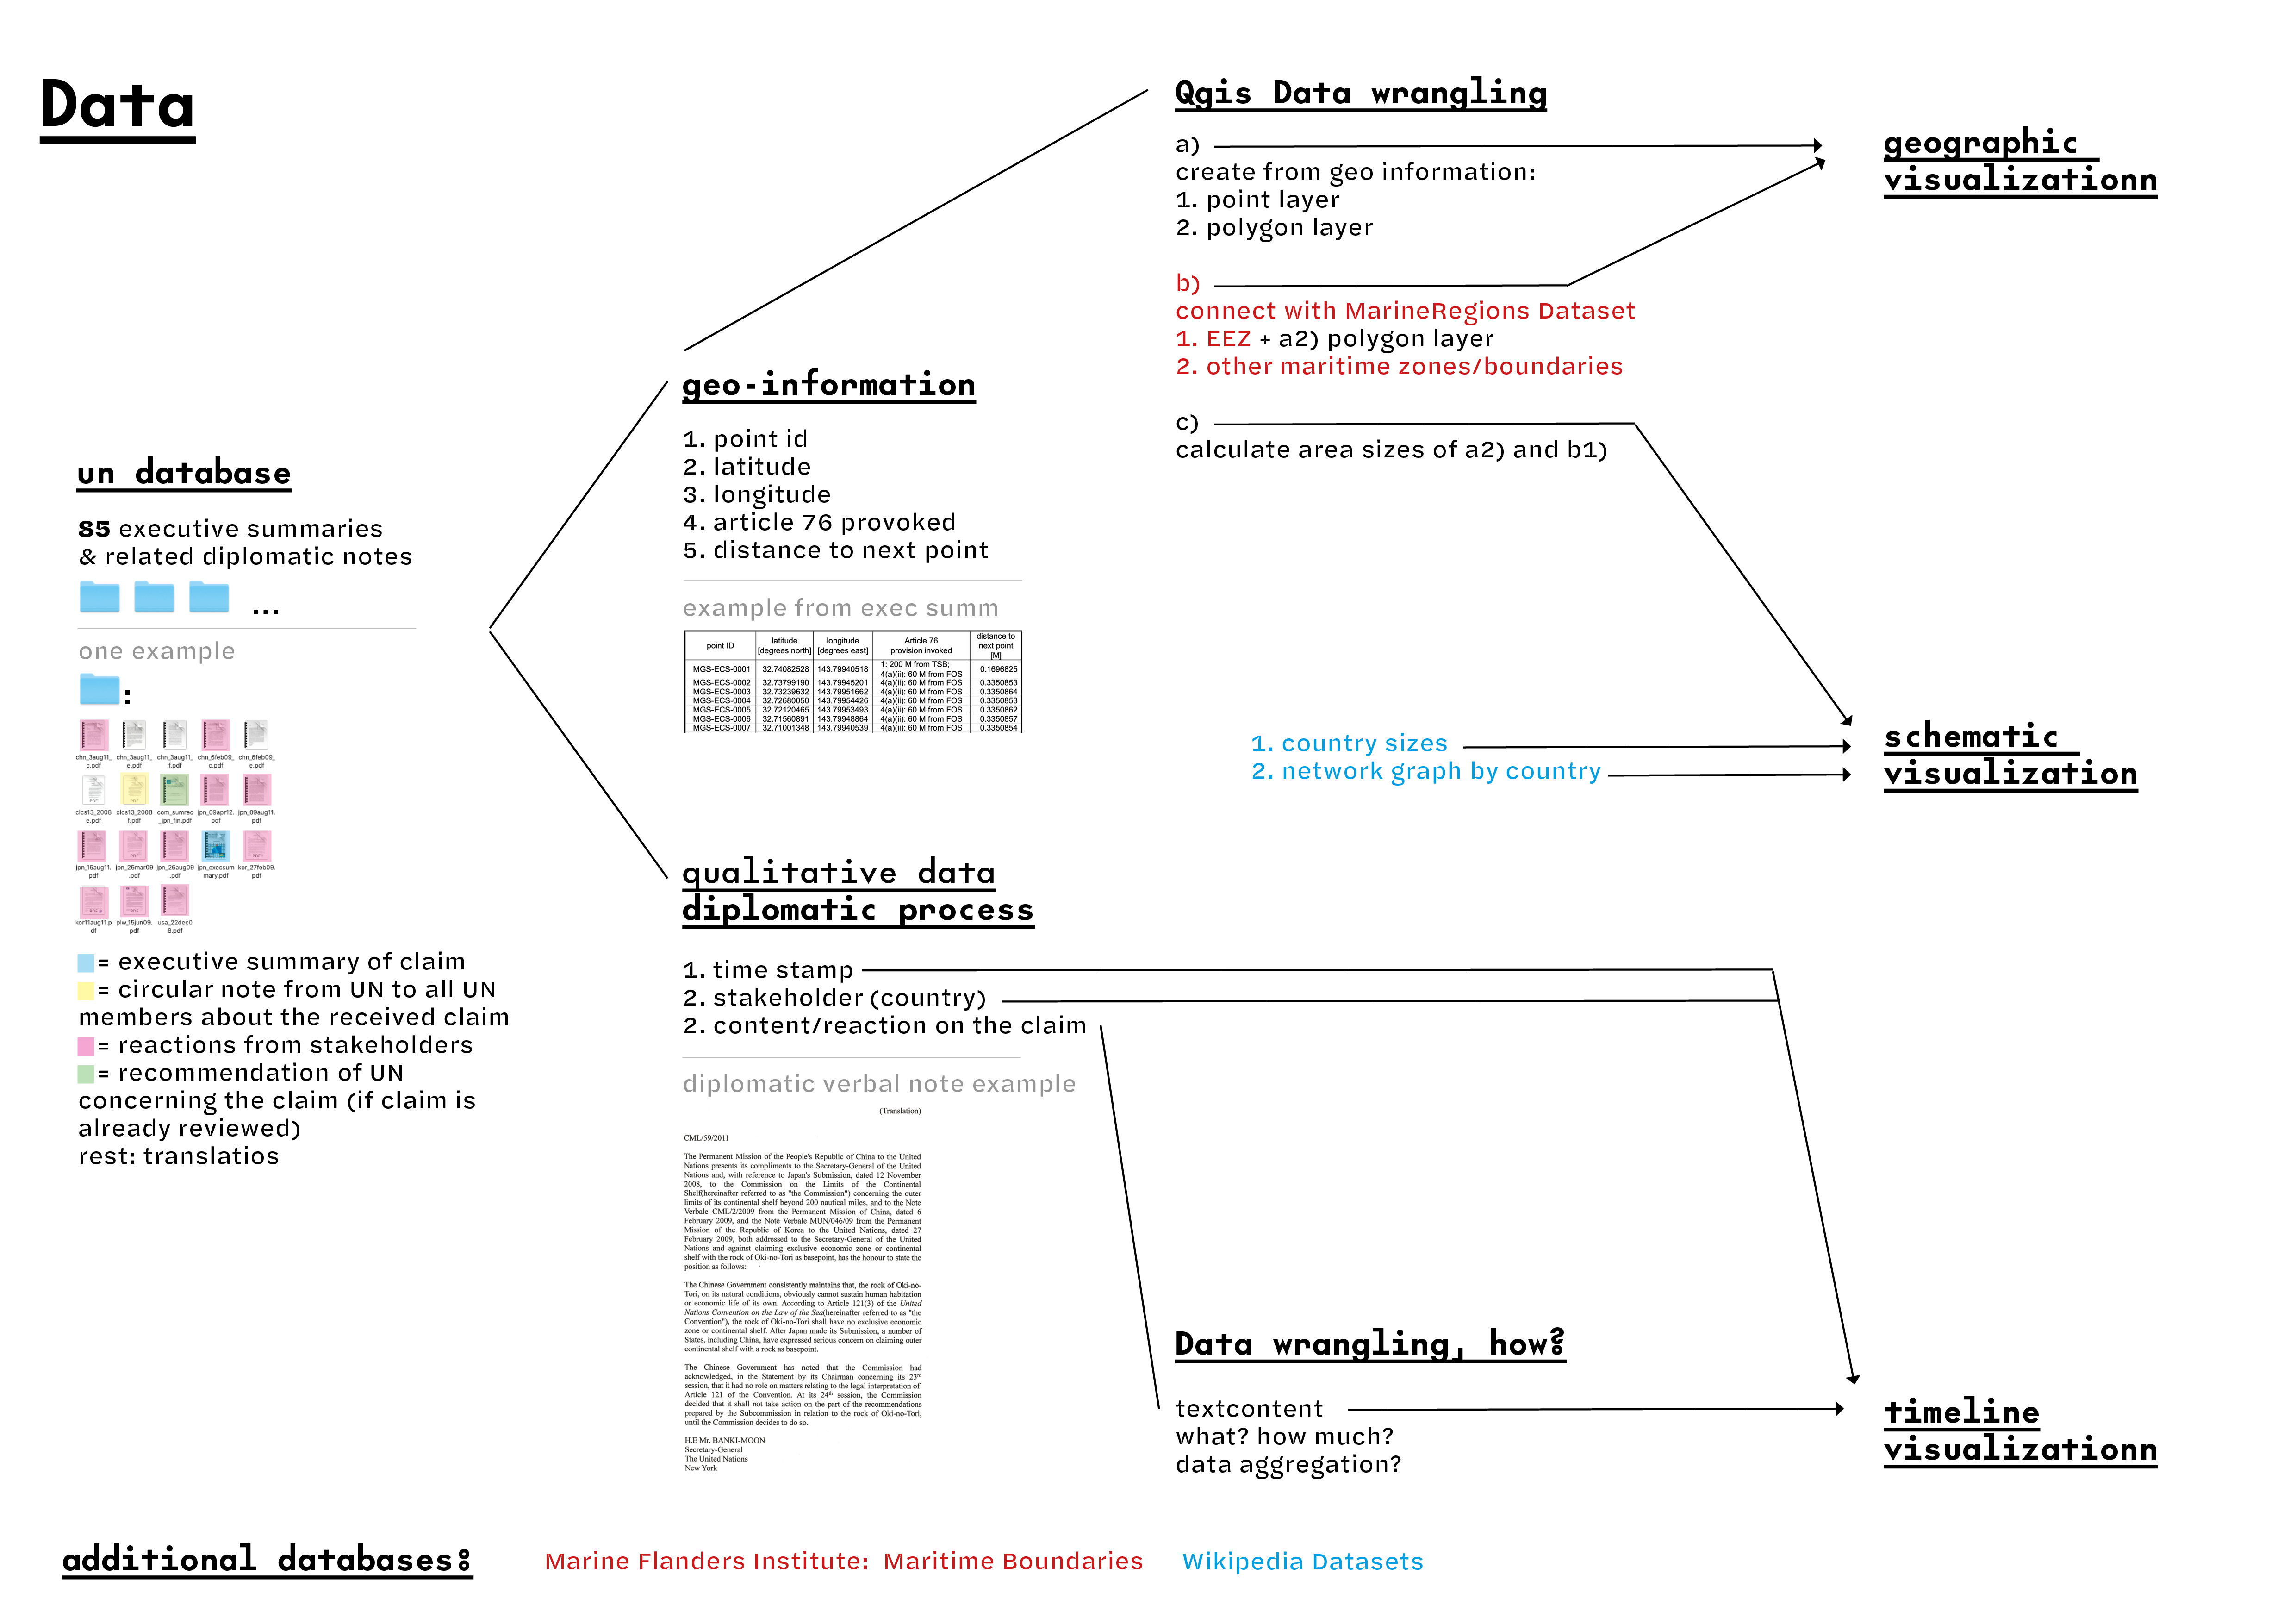 Data
un database
85 executive summaries
& related diplomatic notes
...
one example
:
chn_3aug11_c.pdf
chn_3aug11_e.pdf
chn_3aug11_f.pdf
chn_6feb09_c.pdf
chn_6feb09_e.pdf
clcs13_2008e.pdf
clcs13_2008f.pdf
com_sumrec_jpn_fin.pdf
jpn_09apr12.pdf
jpn_09aug11.pdf
jpn_15aug11.pdf
jpn_25mar09.pdf
jpn_26aug09.pdf
jpn_execsummary.pdf
kor_27feb09.pdf
kor11aug11.pdf
plw_15jun09.pdf
usa_22dec08.pdf
= executive summary of claim
= circular note from UN to all UN
members about the received claim
= reactions from stakeholders
= recommendation of UN
concerning the claim (if claim is
already reviewed)
rest: translatios
geo-information
1. point id
2. latitude
3. longitude
4. article 76 provoked
5. distance to next point
example from exec summ
point ID latitude [degrees north] longitude [degrees east] Article 76 provision invoked distance to next point [M]
MGS-ECS-0001 32.74082528 143.79940518 1: 200 M from TSB; 4(a)(ii): 60 M from FOS 0.1696825
MGS-ECS-0002 32.73799190 143.79945201 4(a)(ii): 60 M from FOS 0.3350853
MGS-ECS-0003 32.73239632 143.79951662 4(a)(ii): 60 M from FOS 0.3350864
MGS-ECS-0004 32.72680050 143.79954426 4(a)(ii): 60 M from FOS 0.3350853
MGS-ECS-0005 32.72120465 143.79953493 4(a)(ii): 60 M from FOS 0.3350862
MGS-ECS-0006 32.71560891 143.79948864 4(a)(ii): 60 M from FOS 0.3350857
MGS-ECS-0007 32.71001348 143.79940539 4(a)(ii): 60 M from FOS 0.3350854
qualitative data
diplomatic process
1. time stamp
2. stakeholder (country)
2. content/reaction on the claim
diplomatic verbal note example
(Translation)
CML/59/2011
The Permanent Mission of the People's Republic of China to the United
Nations presents its compliments to the Secretary-General of the United
Nations and, with reference to Japan's Submission, dated 12 November
2008, to the Commission on the Limits of the Continental
Shelf(hereinafter referred to as "the Commission") concerning the outer
limits of its continental shelf beyond 200 nautical miles, and to the Note
Verbale CML/2/2009 from the Permanent Mission of China, dated 6
February 2009, and the Note Verbale MUN/046/09 from the Permanent
Mission of the Republic of Korea to the United Nations, dated 27
February 2009, both addressed to the Secretary-General of the United
Nations and against claiming exclusive economic zone or continental
shelf with the rock of Oki-no-Tori as basepoint, has the honour to state the
position as follows:
The Chinese Government consistently maintains that, the rock of Oki-no-
Tori, on its natural conditions, obviously cannot sustain human habitation
or economic life of its own. According to Article 121(3) of the United
Nations Convention on the Law of the Sea(hereinafter referred to as "the
Convention"), the rock of Oki-no-Tori shall have no exclusive economic
zone or continental shelf. After Japan made its Submission, a number of
States, including China, have expressed serious concern on claiming outer
continental shelf with a rock as basepoint.
The Chinese Government has noted that the Commission had
acknowledged, in the Statement by its Chairman concerning its 23rd
session, that it had no role on matters relating to the legal interpretation of
Article 121 of the Convention. At its 24th session, the Commission
decided that it shall not take action on the part of the recommendations
prepared by the Subcommission in relation to the rock of Oki-no-Tori,
until the Commission decides to do so.
H.E Mr. BANKI-MOON
Secretary-General
The United Nations
New York
Qgis Data wrangling
a)
create from geo information:
1. point layer
2. polygon layer
b)
connect with MarineRegions Dataset
1. EEZ + a2) polygon layer
2. other maritime zones/boundaries
c)
calculate area sizes of a2) and b1)
1. country sizes
2. network graph by country
Data wrangling, how?
textcontent
what? how much?
data aggregation?
geographic
visualizationn
schematic
visualization
timeline
visualizationn
additional databases:
Marine Flanders Institute: Maritime Boundaries
Wikipedia Datasets